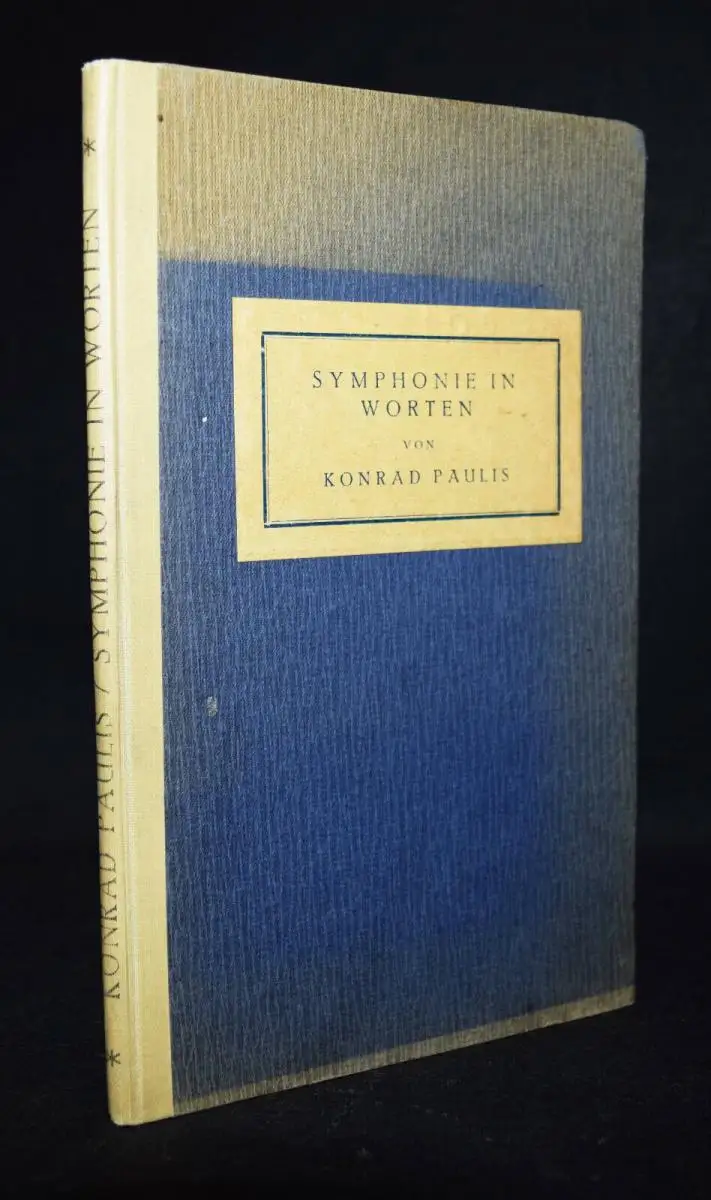 SYMPHONIE IN
WORTEN
VON
KONRAD PAULIS
* KONRAD PAULIS / SYMPHONIE IN WORTEN *